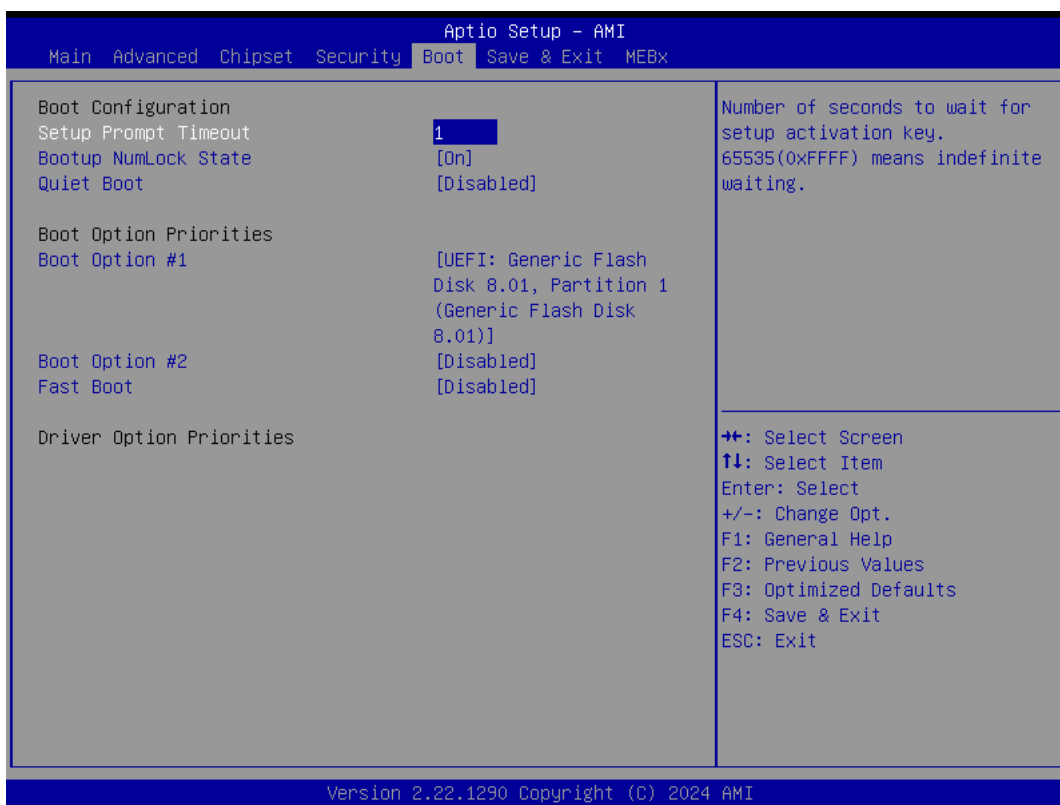 Aptio Setup – AMI
Main Advanced Chipset Security Boot Save & Exit MEBx
Boot Configuration
Setup Prompt Timeout 1
Bootup NumLock State [On]
Quiet Boot [Disabled]
Boot Option Priorities
Boot Option #1 [UEFI: Generic Flash
Disk 8.01, Partition 1
(Generic Flash Disk
8.01)]
Boot Option #2 [Disabled]
Fast Boot [Disabled]
Driver Option Priorities
Number of seconds to wait for
setup activation key.
65535(0xFFFF) means indefinite
waiting.
→←: Select Screen
↑↓: Select Item
Enter: Select
+/-: Change Opt.
F1: General Help
F2: Previous Values
F3: Optimized Defaults
F4: Save & Exit
ESC: Exit
Version 2.22.1290 Copyright (C) 2024 AMI